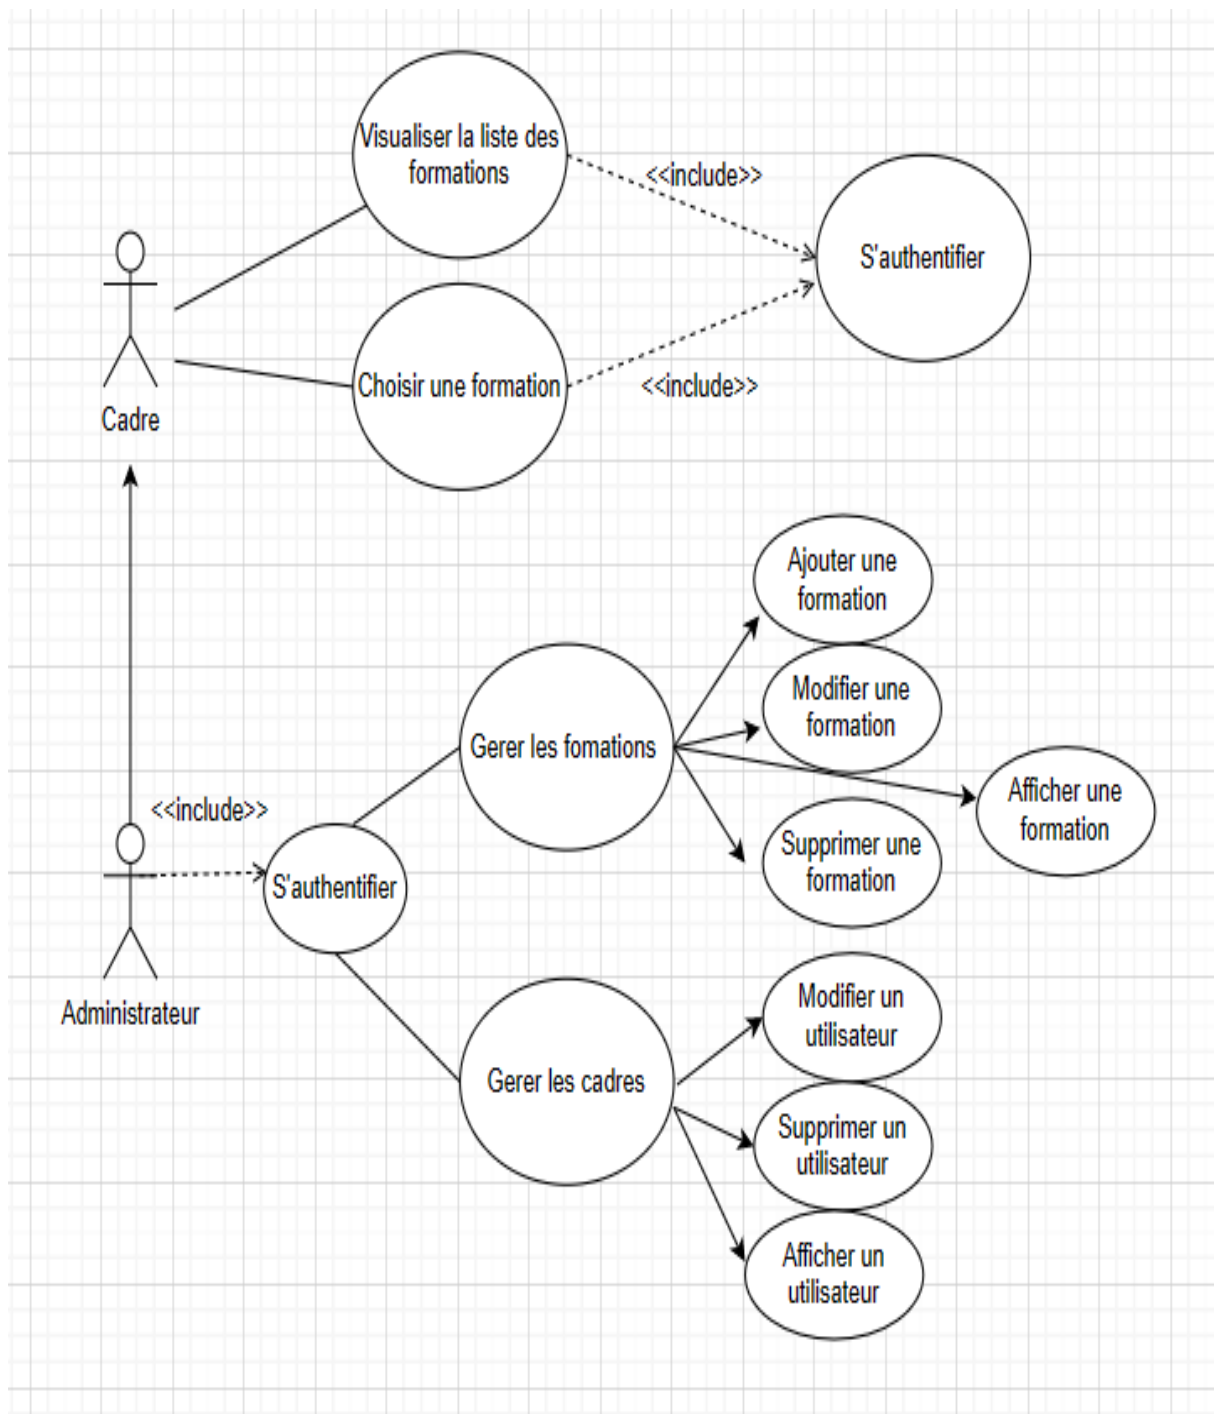 Visualiser la liste des
formations
<<include>>
S'authentifier
Choisir une formation
<<include>>
Cadre
Ajouter une
formation
Modifier une
formation
Gerer les fomations
Afficher une
formation
<<include>>
Supprimer une
formation
S'authentifier
Administrateur
Modifier un
utilisateur
Gerer les cadres
Supprimer un
utilisateur
Afficher un
utilisateur